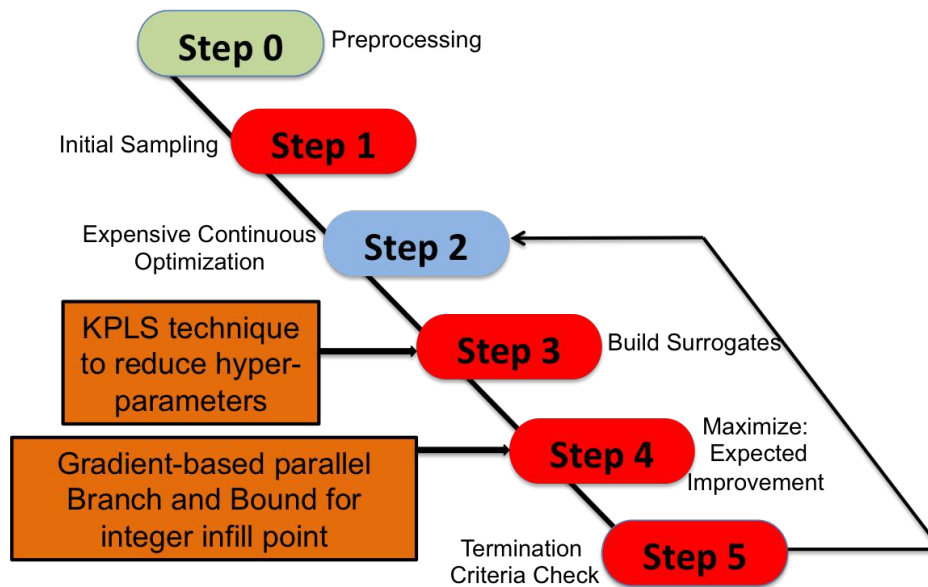 Step 0
Preprocessing
Initial Sampling
Step 1
Expensive Continuous
Optimization
Step 2
KPLS technique
to reduce hyper-
parameters
Step 3
Build Surrogates
Gradient-based parallel
Branch and Bound for
integer infill point
Step 4
Maximize:
Expected
Improvement
Termination
Criteria Check
Step 5